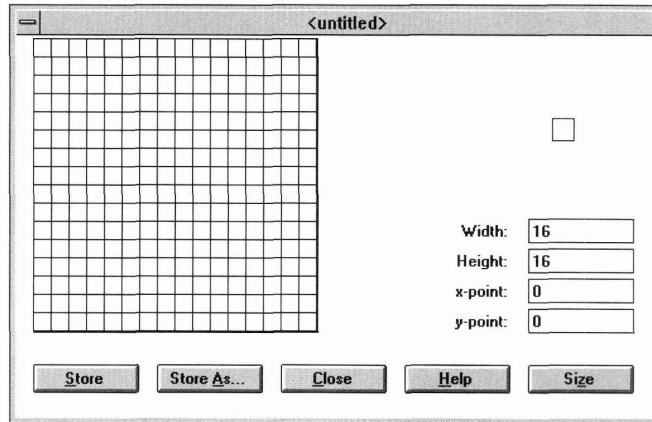 <untitled>
Width: 16
Height: 16
x-point: 0
y-point: 0
Store Store As... Close Help Size